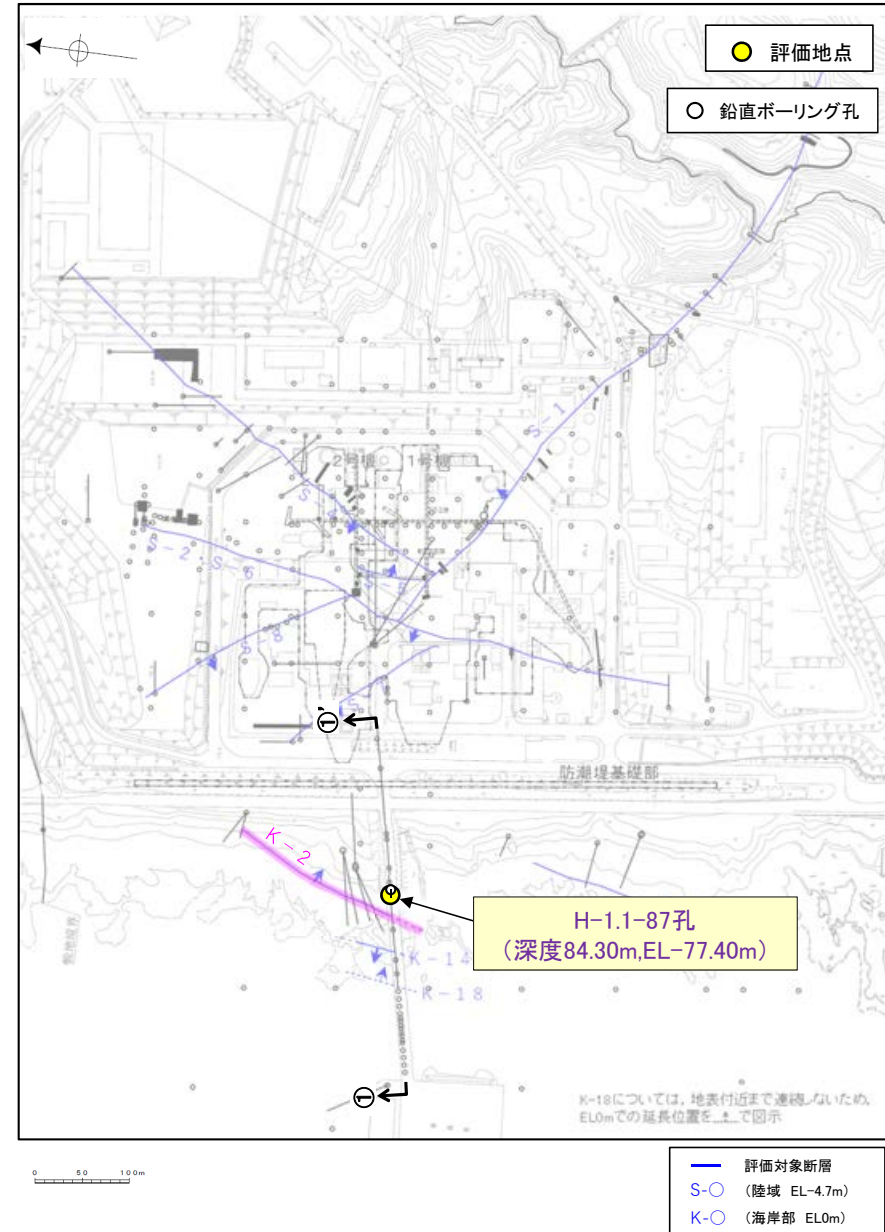 評価地点
鉛直ボーリング孔
S-1
2号機
1号機
S-2・S-6
S-8
防潮堤基礎部
①'
K-2
H-1.1-87孔
(深度84.30m,EL-77.40m)
K-14
K-18
①
K-18については、地表付近まで連続しないため、
EL0mでの延長位置を...で図示
0 50 100m
評価対象断層
S-○ (陸域 EL-4.7m)
K-○ (海岸部 EL0m)